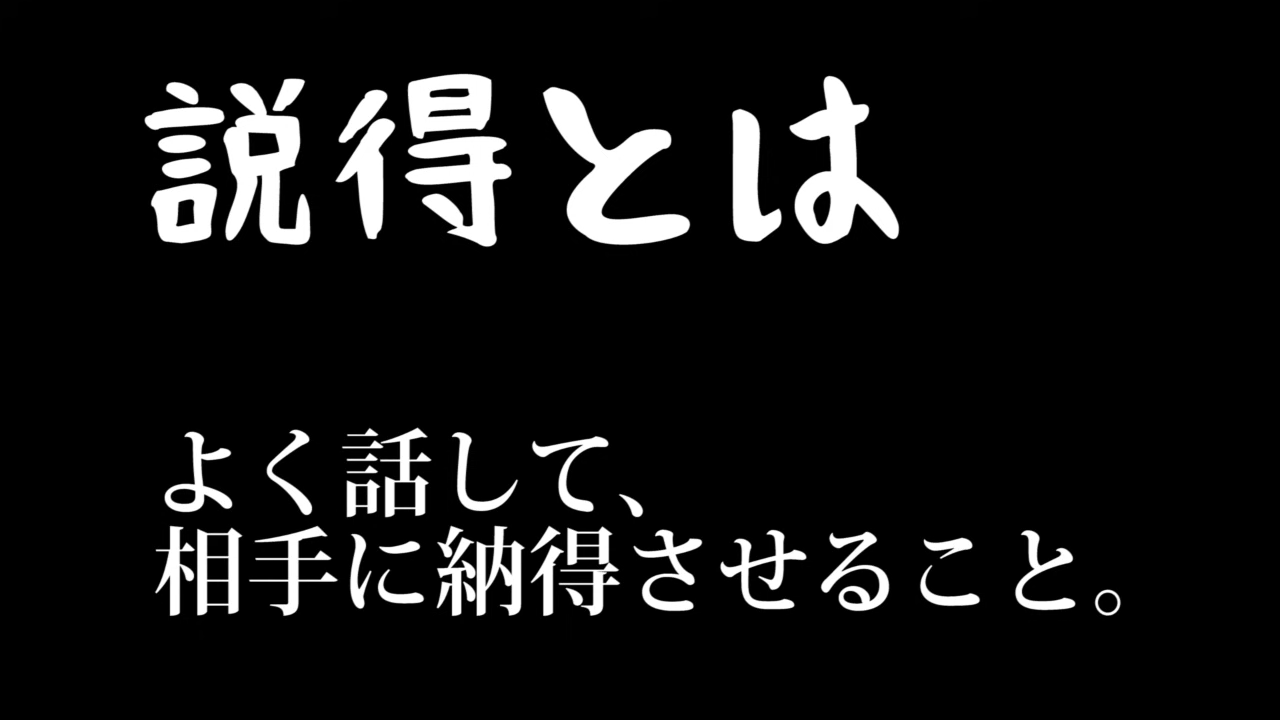 説得とは
よく話して、
相手に納得させること。